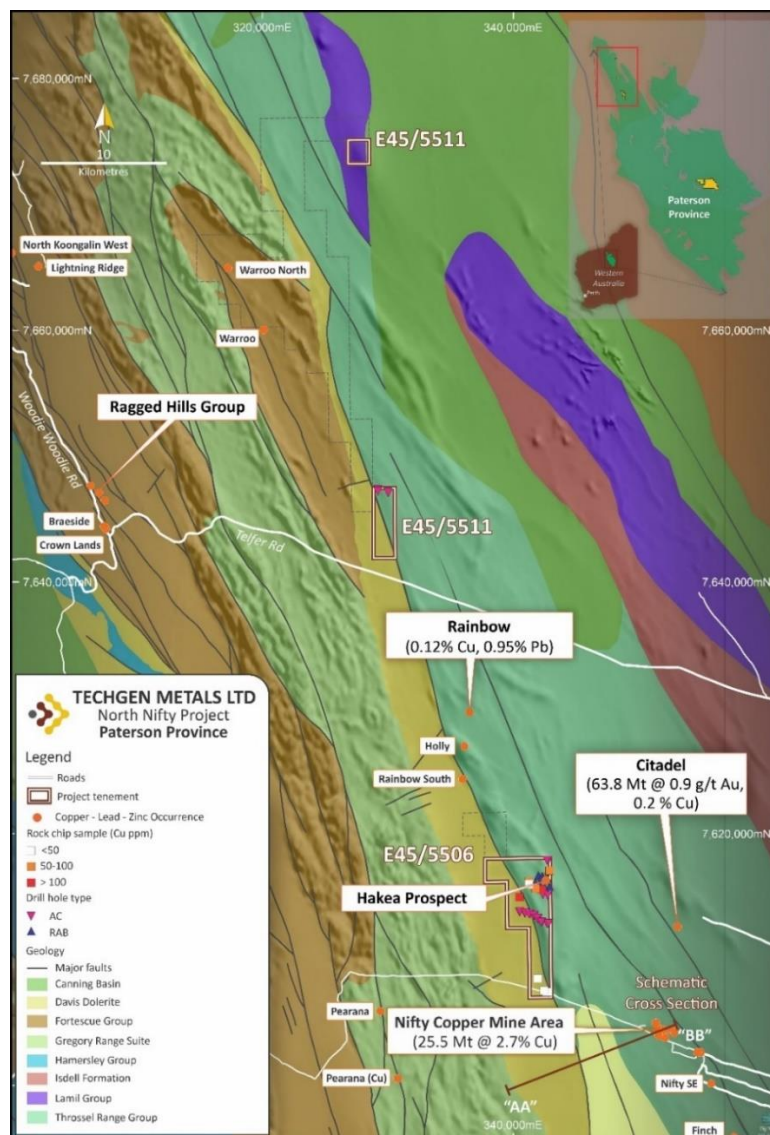 320,000mE
340,000mE
7,680,000mN
N
10
Kilometres
E45/5511
Paterson
Province
Western
Australia
Perth
North Koongalin West
Lightning Ridge
Warroo North
7,660,000mN
7,660,000mN
Warroo
Ragged Hills Group
Woodie Woodie Rd
Braeside
Crown Lands
E45/5511
Telfer Rd
7,640,000mN
7,640,000mN
Rainbow
(0.12% Cu, 0.95% Pb)
Holly
Rainbow South
Citadel
(63.8 Mt @ 0.9 g/t Au,
0.2 % Cu)
7,620,000mN
E45/5506
Hakea Prospect
Schematic
Cross Section
Pearana
Nifty Copper Mine Area
(25.5 Mt @ 2.7% Cu)
"BB"
Pearana (Cu)
Nifty SE
"AA"
340,000mE
Finch
TECHGEN METALS LTD
North Nifty Project
Paterson Province
Legend
Roads
Project tenement
Copper - Lead - Zinc Occurrence
Rock chip sample (Cu ppm)
<50
50-100
> 100
Drill hole type
AC
RAB
Geology
Major faults
Canning Basin
Davis Dolerite
Fortescue Group
Gregory Range Suite
Hamersley Group
Isdell Formation
Lamil Group
Throssel Range Group